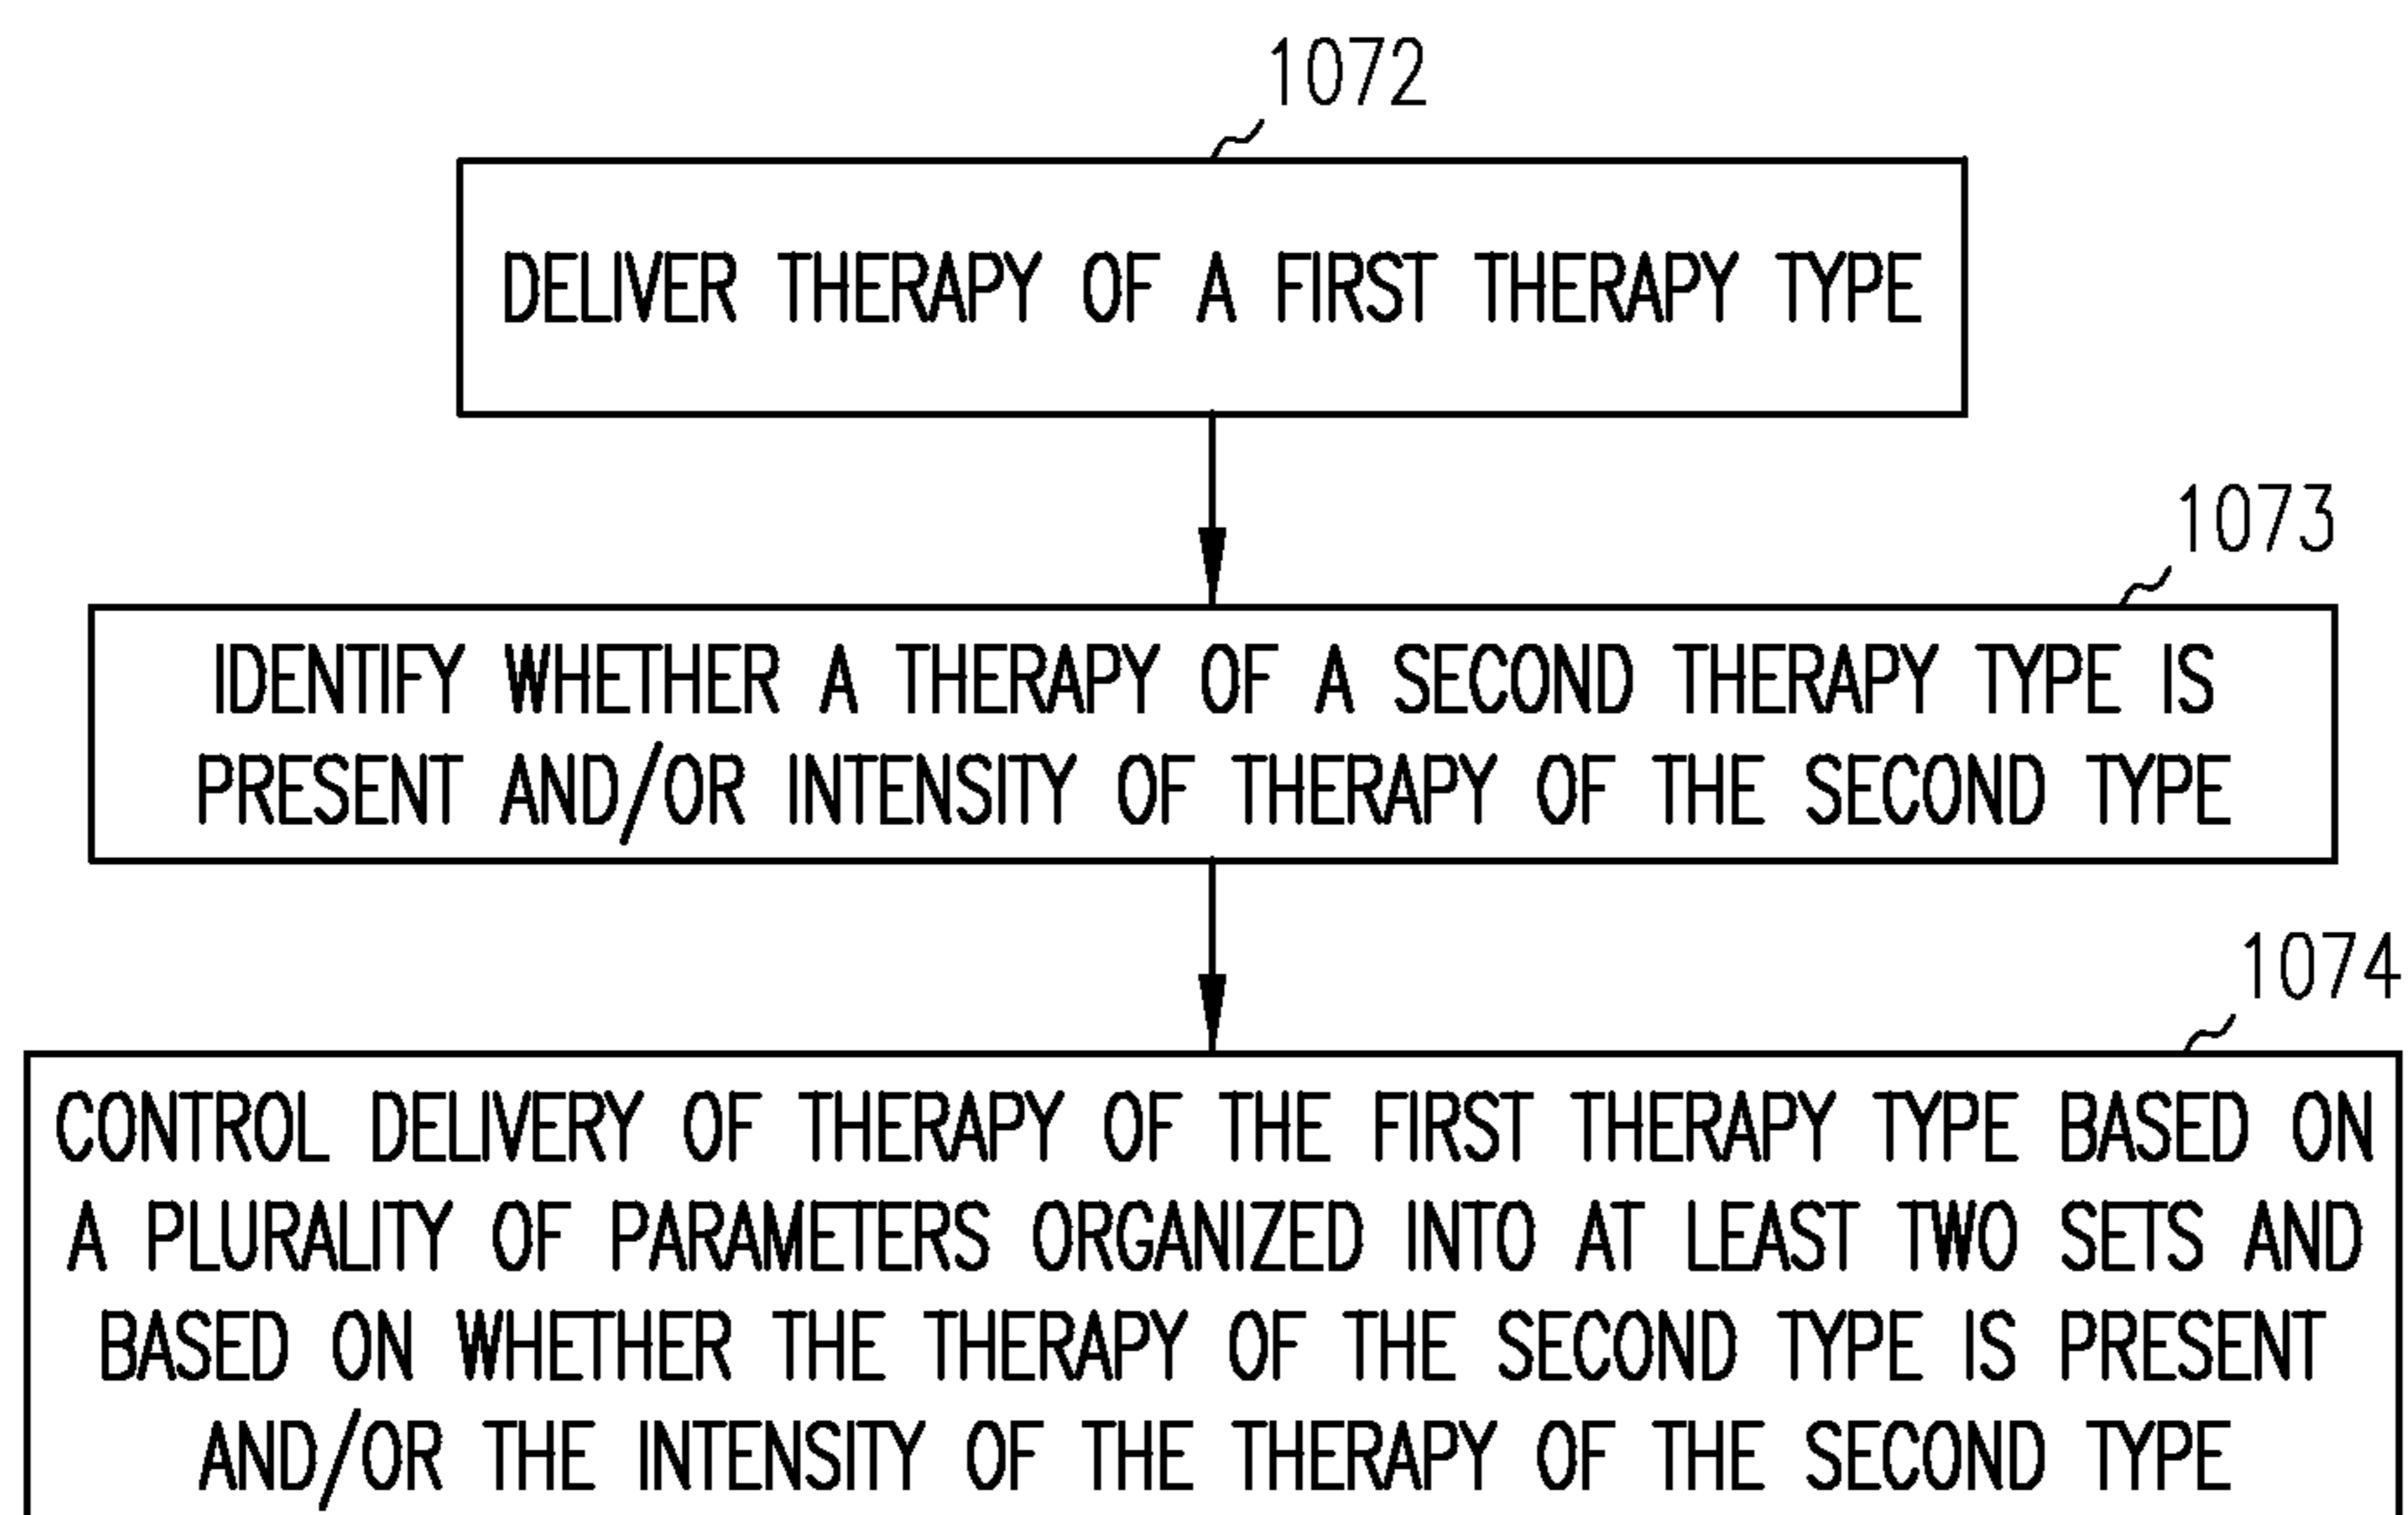 1072
DELIVER THERAPY OF A FIRST THERAPY TYPE
1073
IDENTIFY WHETHER A THERAPY OF A SECOND THERAPY TYPE IS
PRESENT AND/OR INTENSITY OF THERAPY OF THE SECOND TYPE
1074
CONTROL DELIVERY OF THERAPY OF THE FIRST THERAPY TYPE BASED ON
A PLURALITY OF PARAMETERS ORGANIZED INTO AT LEAST TWO SETS AND
BASED ON WHETHER THE THERAPY OF THE SECOND TYPE IS PRESENT
AND/OR THE INTENSITY OF THE THERAPY OF THE SECOND TYPE